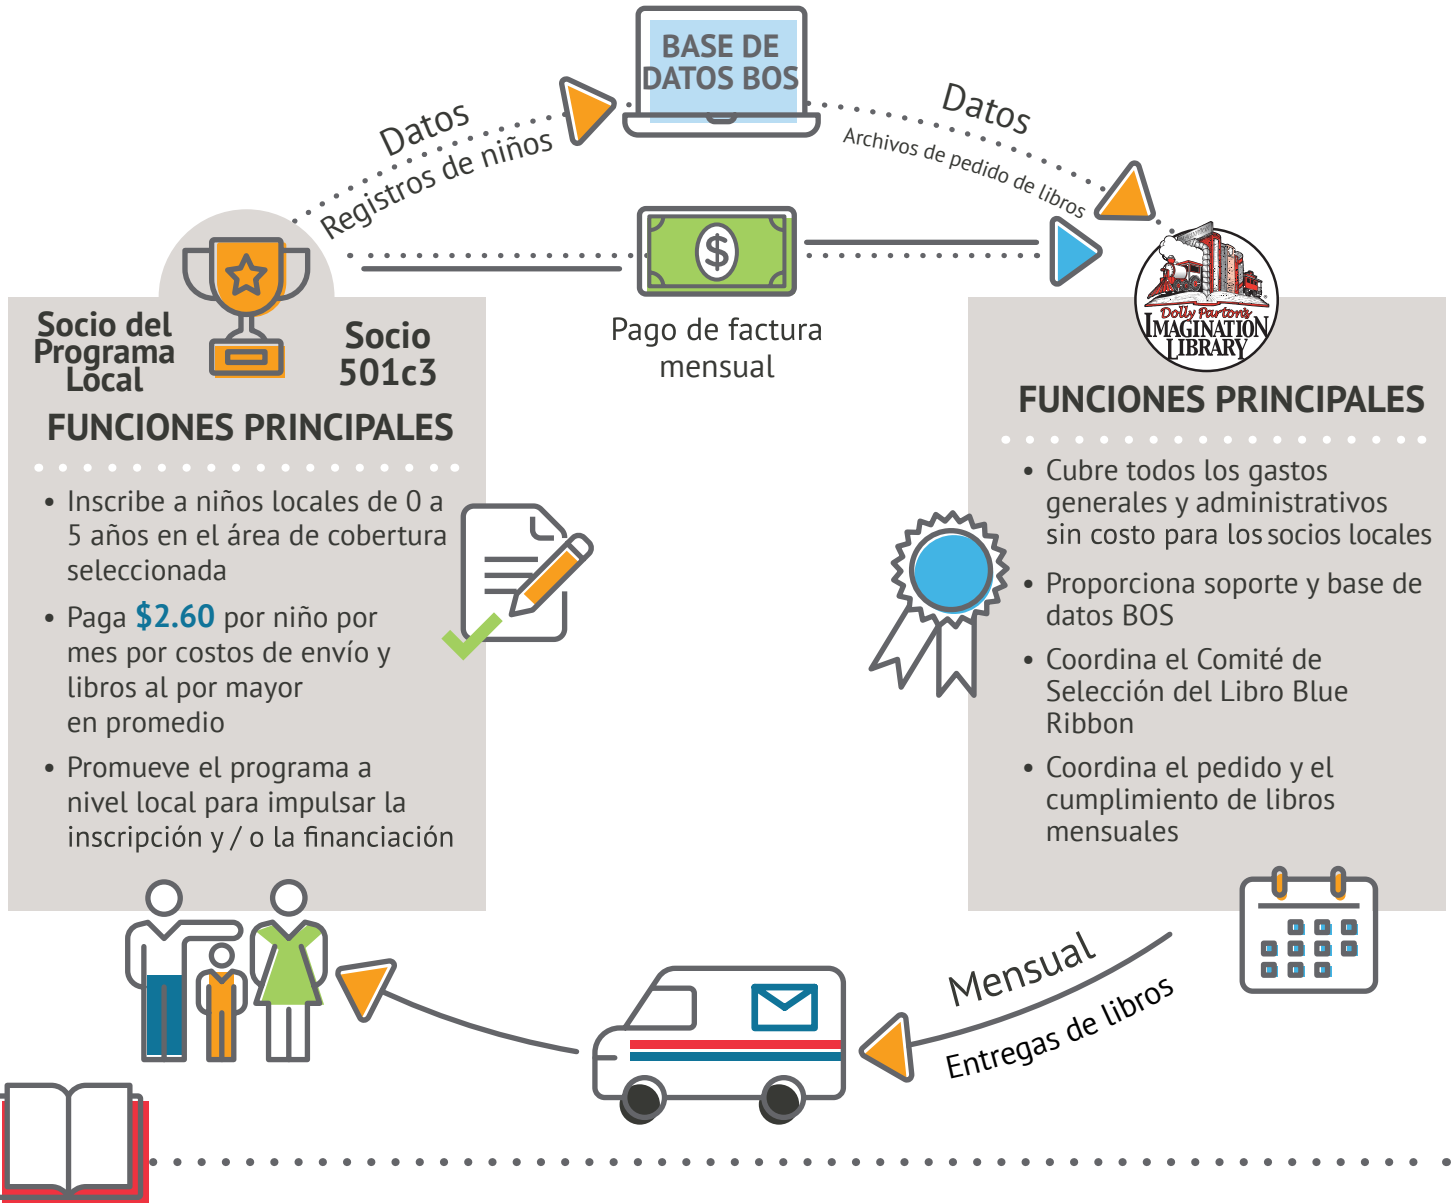 BASE DE
DATOS BOS
Datos
Registros de niños
Datos
Archivos de pedido de libros
$
Pago de factura
mensual
Socio del
Programa
Local
Socio
501c3
FUNCIONES PRINCIPALES
• Inscribe a niños locales de 0 a
5 años en el área de cobertura
seleccionada
• Paga $2.60 por niño por
mes por costos de envío y
libros al por mayor
en promedio
• Promueve el programa a
nivel local para impulsar la
inscripción y / o la financiación
Dolly Parton's
IMAGINATION
LIBRARY
FUNCIONES PRINCIPALES
• Cubre todos los gastos
generales y administrativos
sin costo para los socios locales
• Proporciona soporte y base de
datos BOS
• Coordina el Comité de
Selección del Libro Blue
Ribbon
• Coordina el pedido y el
cumplimiento de libros
mensuales
Mensual
Entregas de libros